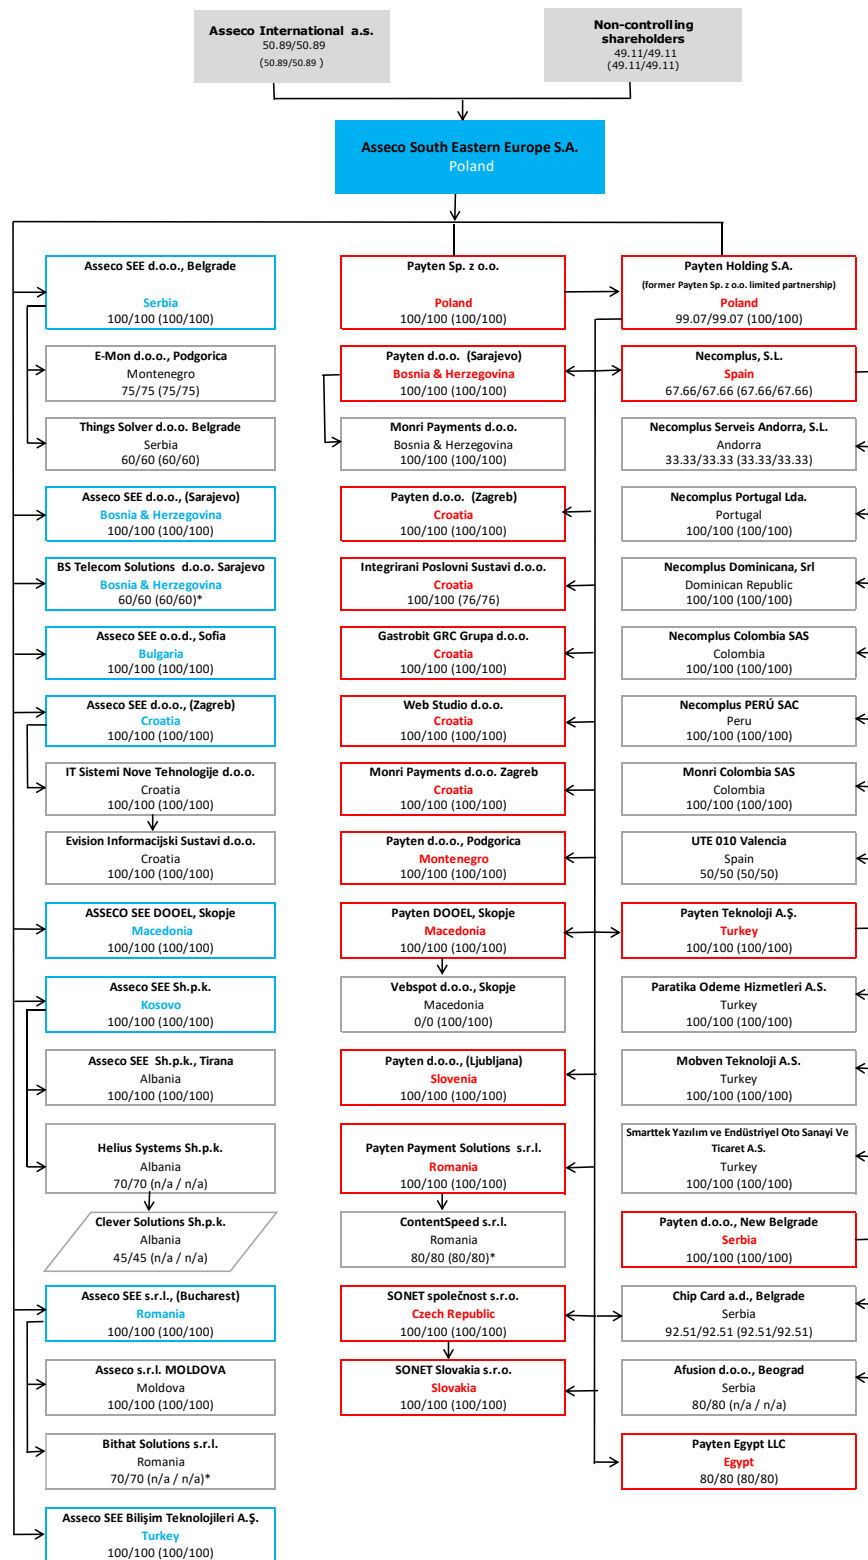 Asseco International a.s.
50.89/50.89
(50.89/50.89 )
Non-controlling
shareholders
49.11/49.11
(49.11/49.11)
Asseco South Eastern Europe S.A.
Poland
Asseco SEE d.o.o., Belgrade
Serbia
100/100 (100/100)
E-Mon d.o.o., Podgorica
Montenegro
75/75 (75/75)
Things Solver d.o.o. Belgrade
Serbia
60/60 (60/60)
Asseco SEE d.o.o., (Sarajevo)
Bosnia & Herzegovina
100/100 (100/100)
BS Telecom Solutions d.o.o. Sarajevo
Bosnia & Herzegovina
60/60 (60/60)*
Asseco SEE o.o.d., Sofia
Bulgaria
100/100 (100/100)
Asseco SEE d.o.o., (Zagreb)
Croatia
100/100 (100/100)
IT Sistemi Nove Tehnologije d.o.o.
Croatia
100/100 (100/100)
Evision Informacijski Sustavi d.o.o.
Croatia
100/100 (100/100)
ASSECO SEE DOOEL, Skopje
Macedonia
100/100 (100/100)
Asseco SEE Sh.p.k.
Kosovo
100/100 (100/100)
Asseco SEE Sh.p.k., Tirana
Albania
100/100 (100/100)
Helius Systems Sh.p.k.
Albania
70/70 (n/a / n/a)
Clever Solutions Sh.p.k.
Albania
45/45 (n/a / n/a)
Asseco SEE s.r.l., (Bucharest)
Romania
100/100 (100/100)
Asseco s.r.l. MOLDOVA
Moldova
100/100 (100/100)
Bithat Solutions s.r.l.
Romania
70/70 (n/a / n/a)*
Asseco SEE Bilişim Teknolojileri A.Ş.
Turkey
100/100 (100/100)
Payten Sp. z o.o.
Poland
100/100 (100/100)
Payten d.o.o. (Sarajevo)
Bosnia & Herzegovina
100/100 (100/100)
Monri Payments d.o.o.
Bosnia & Herzegovina
100/100 (100/100)
Payten d.o.o. (Zagreb)
Croatia
100/100 (100/100)
Integrirani Poslovni Sustavi d.o.o.
Croatia
100/100 (76/76)
Gastrobit GRC Grupa d.o.o.
Croatia
100/100 (100/100)
Web Studio d.o.o.
Croatia
100/100 (100/100)
Monri Payments d.o.o. Zagreb
Croatia
100/100 (100/100)
Payten d.o.o., Podgorica
Montenegro
100/100 (100/100)
Payten DOOEL, Skopje
Macedonia
100/100 (100/100)
Vebspot d.o.o., Skopje
Macedonia
0/0 (100/100)
Payten d.o.o., (Ljubljana)
Slovenia
100/100 (100/100)
Payten Payment Solutions s.r.l.
Romania
100/100 (100/100)
ContentSpeed s.r.l.
Romania
80/80 (80/80)*
SONET společnost s.r.o.
Czech Republic
100/100 (100/100)
SONET Slovakia s.r.o.
Slovakia
100/100 (100/100)
Payten Holding S.A.
(former Payten Sp. z o.o. limited partnership)
Poland
99.07/99.07 (100/100)
Necomplus, S.L.
Spain
67.66/67.66 (67.66/67.66)
Necomplus Serveis Andorra, S.L.
Andorra
33.33/33.33 (33.33/33.33)
Necomplus Portugal Lda.
Portugal
100/100 (100/100)
Necomplus Dominicana, Srl
Dominican Republic
100/100 (100/100)
Necomplus Colombia SAS
Colombia
100/100 (100/100)
Necomplus PERÚ SAC
Peru
100/100 (100/100)
Monri Colombia SAS
Colombia
100/100 (100/100)
UTE 010 Valencia
Spain
50/50 (50/50)
Payten Teknoloji A.Ş.
Turkey
100/100 (100/100)
Paratika Odeme Hizmetleri A.S.
Turkey
100/100 (100/100)
Mobven Teknoloji A.S.
Turkey
100/100 (100/100)
Smarttek Yazılım ve Endüstriyel Oto Sanayi Ve
Ticaret A.S.
Turkey
100/100 (100/100)
Payten d.o.o., New Belgrade
Serbia
100/100 (100/100)
Chip Card a.d., Belgrade
Serbia
92.51/92.51 (92.51/92.51)
Afusion d.o.o., Beograd
Serbia
80/80 (n/a / n/a)
Payten Egypt LLC
Egypt
80/80 (80/80)